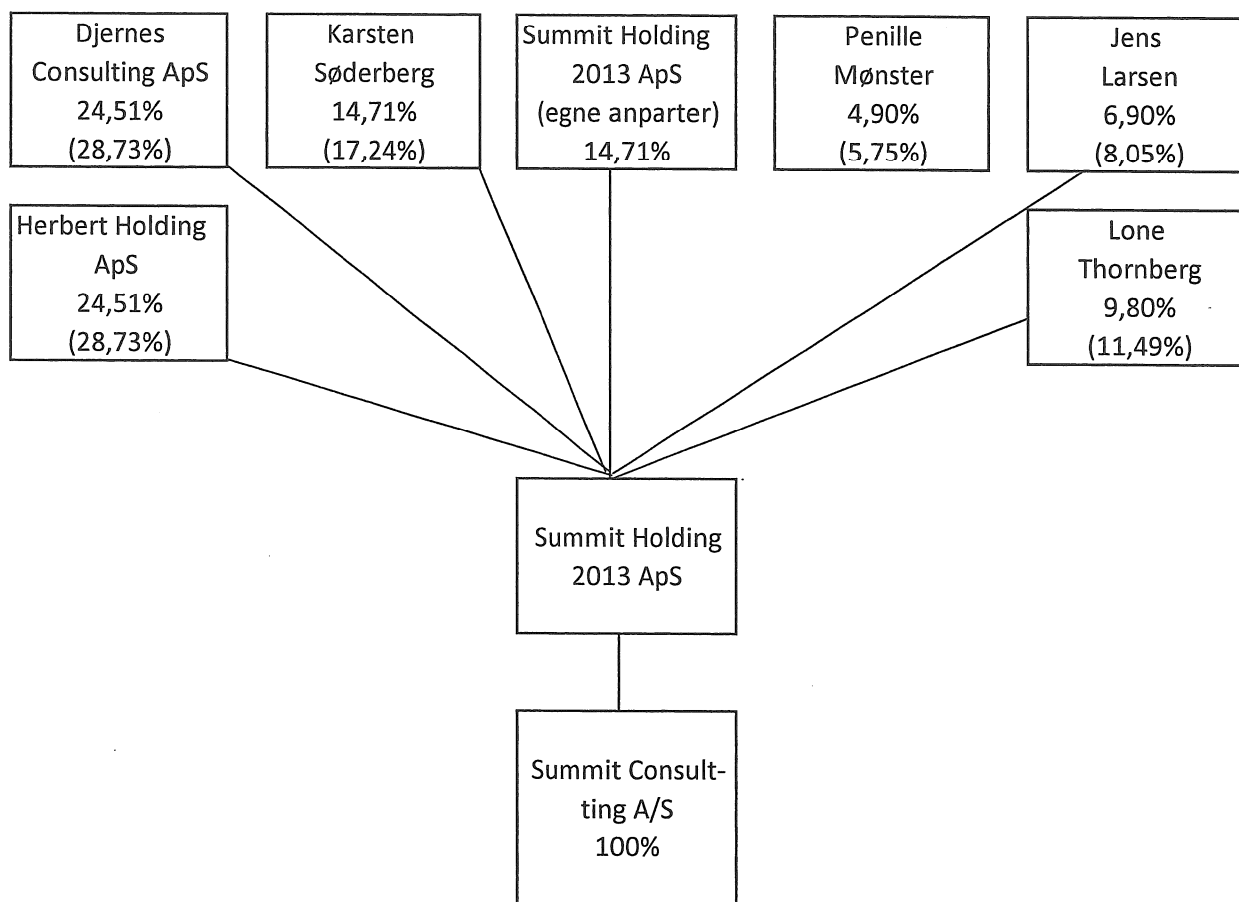 Djernes
Consulting ApS
24,51%
(28,73%)
Karsten
Søderberg
14,71%
(17,24%)
Summit Holding
2013 ApS
(egne anparter)
14,71%
Penille
Mønster
4,90%
(5,75%)
Jens
Larsen
6,90%
(8,05%)
Herbert Holding
ApS
24,51%
(28,73%)
Lone
Thornberg
9,80%
(11,49%)
Summit Holding
2013 ApS
Summit Consult-
ting A/S
100%